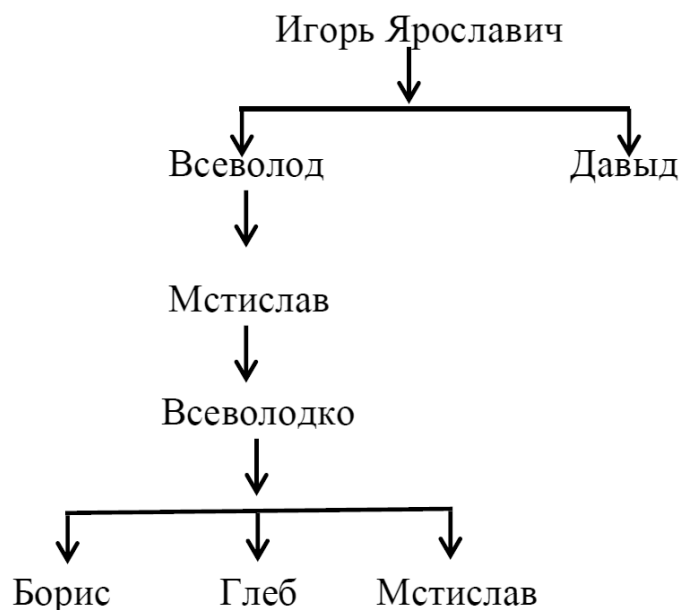 Игорь Ярославич
Всеволод Давыд
Мстислав
Всеволодко
Борис Глеб Мстислав